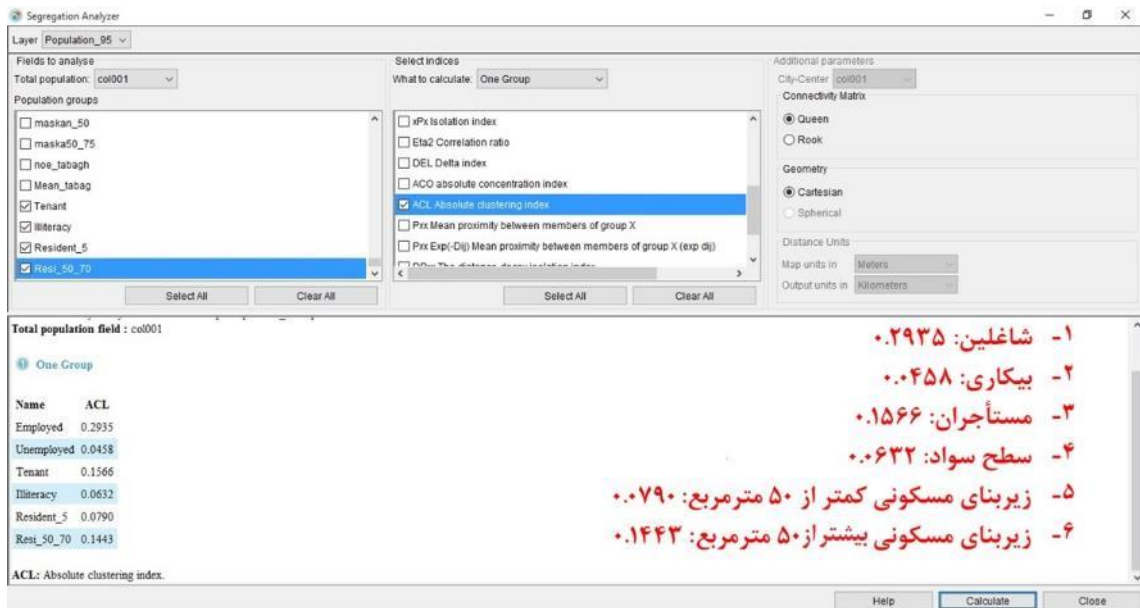 Segregation Analyzer
Layer Population_95
Fields to analyse
Total population: col001
Population groups
maskan_50
maska50_75
noe_tabagh
Mean_tabag
Tenant
Illiteracy
Resident_5
Resi_50_70
Select All Clear All
Select indices
What to calculate: One Group
xPx Isolation index
Eta2 Correlation ratio
DEL Delta index
ACO absolute concentration index
ACL Absolute clustering index
Pxx Mean proximity between members of group X
Pxx Exp(-Dij) Mean proximity between members of group X (exp dij)
DPxx The distance-decay isolation index
Select All Clear All
Additional parameters
City-Center col001
Connectivity Matrix
Queen
Rook
Geometry
Cartesian
Spherical
Distance Units
Map units in Meters
Output units in Kilometers
Total population field : col001
One Group
Name ACL
Employed 0.2935
Unemployed 0.0458
Tenant 0.1566
Illiteracy 0.0632
Resident_5 0.0790
Resi_50_70 0.1443
ACL: Absolute clustering index.
۱- شاغلین: ۰.۲۹۳۵
۲- بیکاری: ۰.۰۴۵۸
۳- مستأجران: ۰.۱۵۶۶
۴- سطح سواد: ۰.۰۶۳۲
۵- زیربنای مسکونی کمتر از ۵۰ مترمربع: ۰.۰۷۹۰
۶- زیربنای مسکونی بیشتر از۵۰ مترمربع: ۰.۱۴۴۳
Help Calculate Close